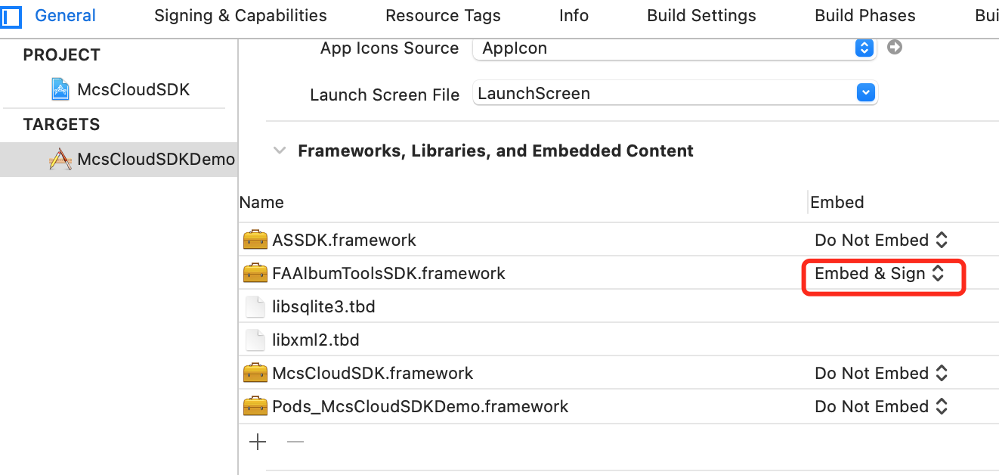 General Signing & Capabilities Resource Tags Info Build Settings Build Phases Bui
PROJECT
McsCloudSDK
TARGETS
McsCloudSDKDemo
App Icons Source AppIcon
Launch Screen File LaunchScreen
Frameworks, Libraries, and Embedded Content
Name Embed
ASSDK.framework Do Not Embed
FAAlbumToolsSDK.framework Embed & Sign
libsqlite3.tbd
libxml2.tbd
McsCloudSDK.framework Do Not Embed
Pods_McsCloudSDKDemo.framework Do Not Embed